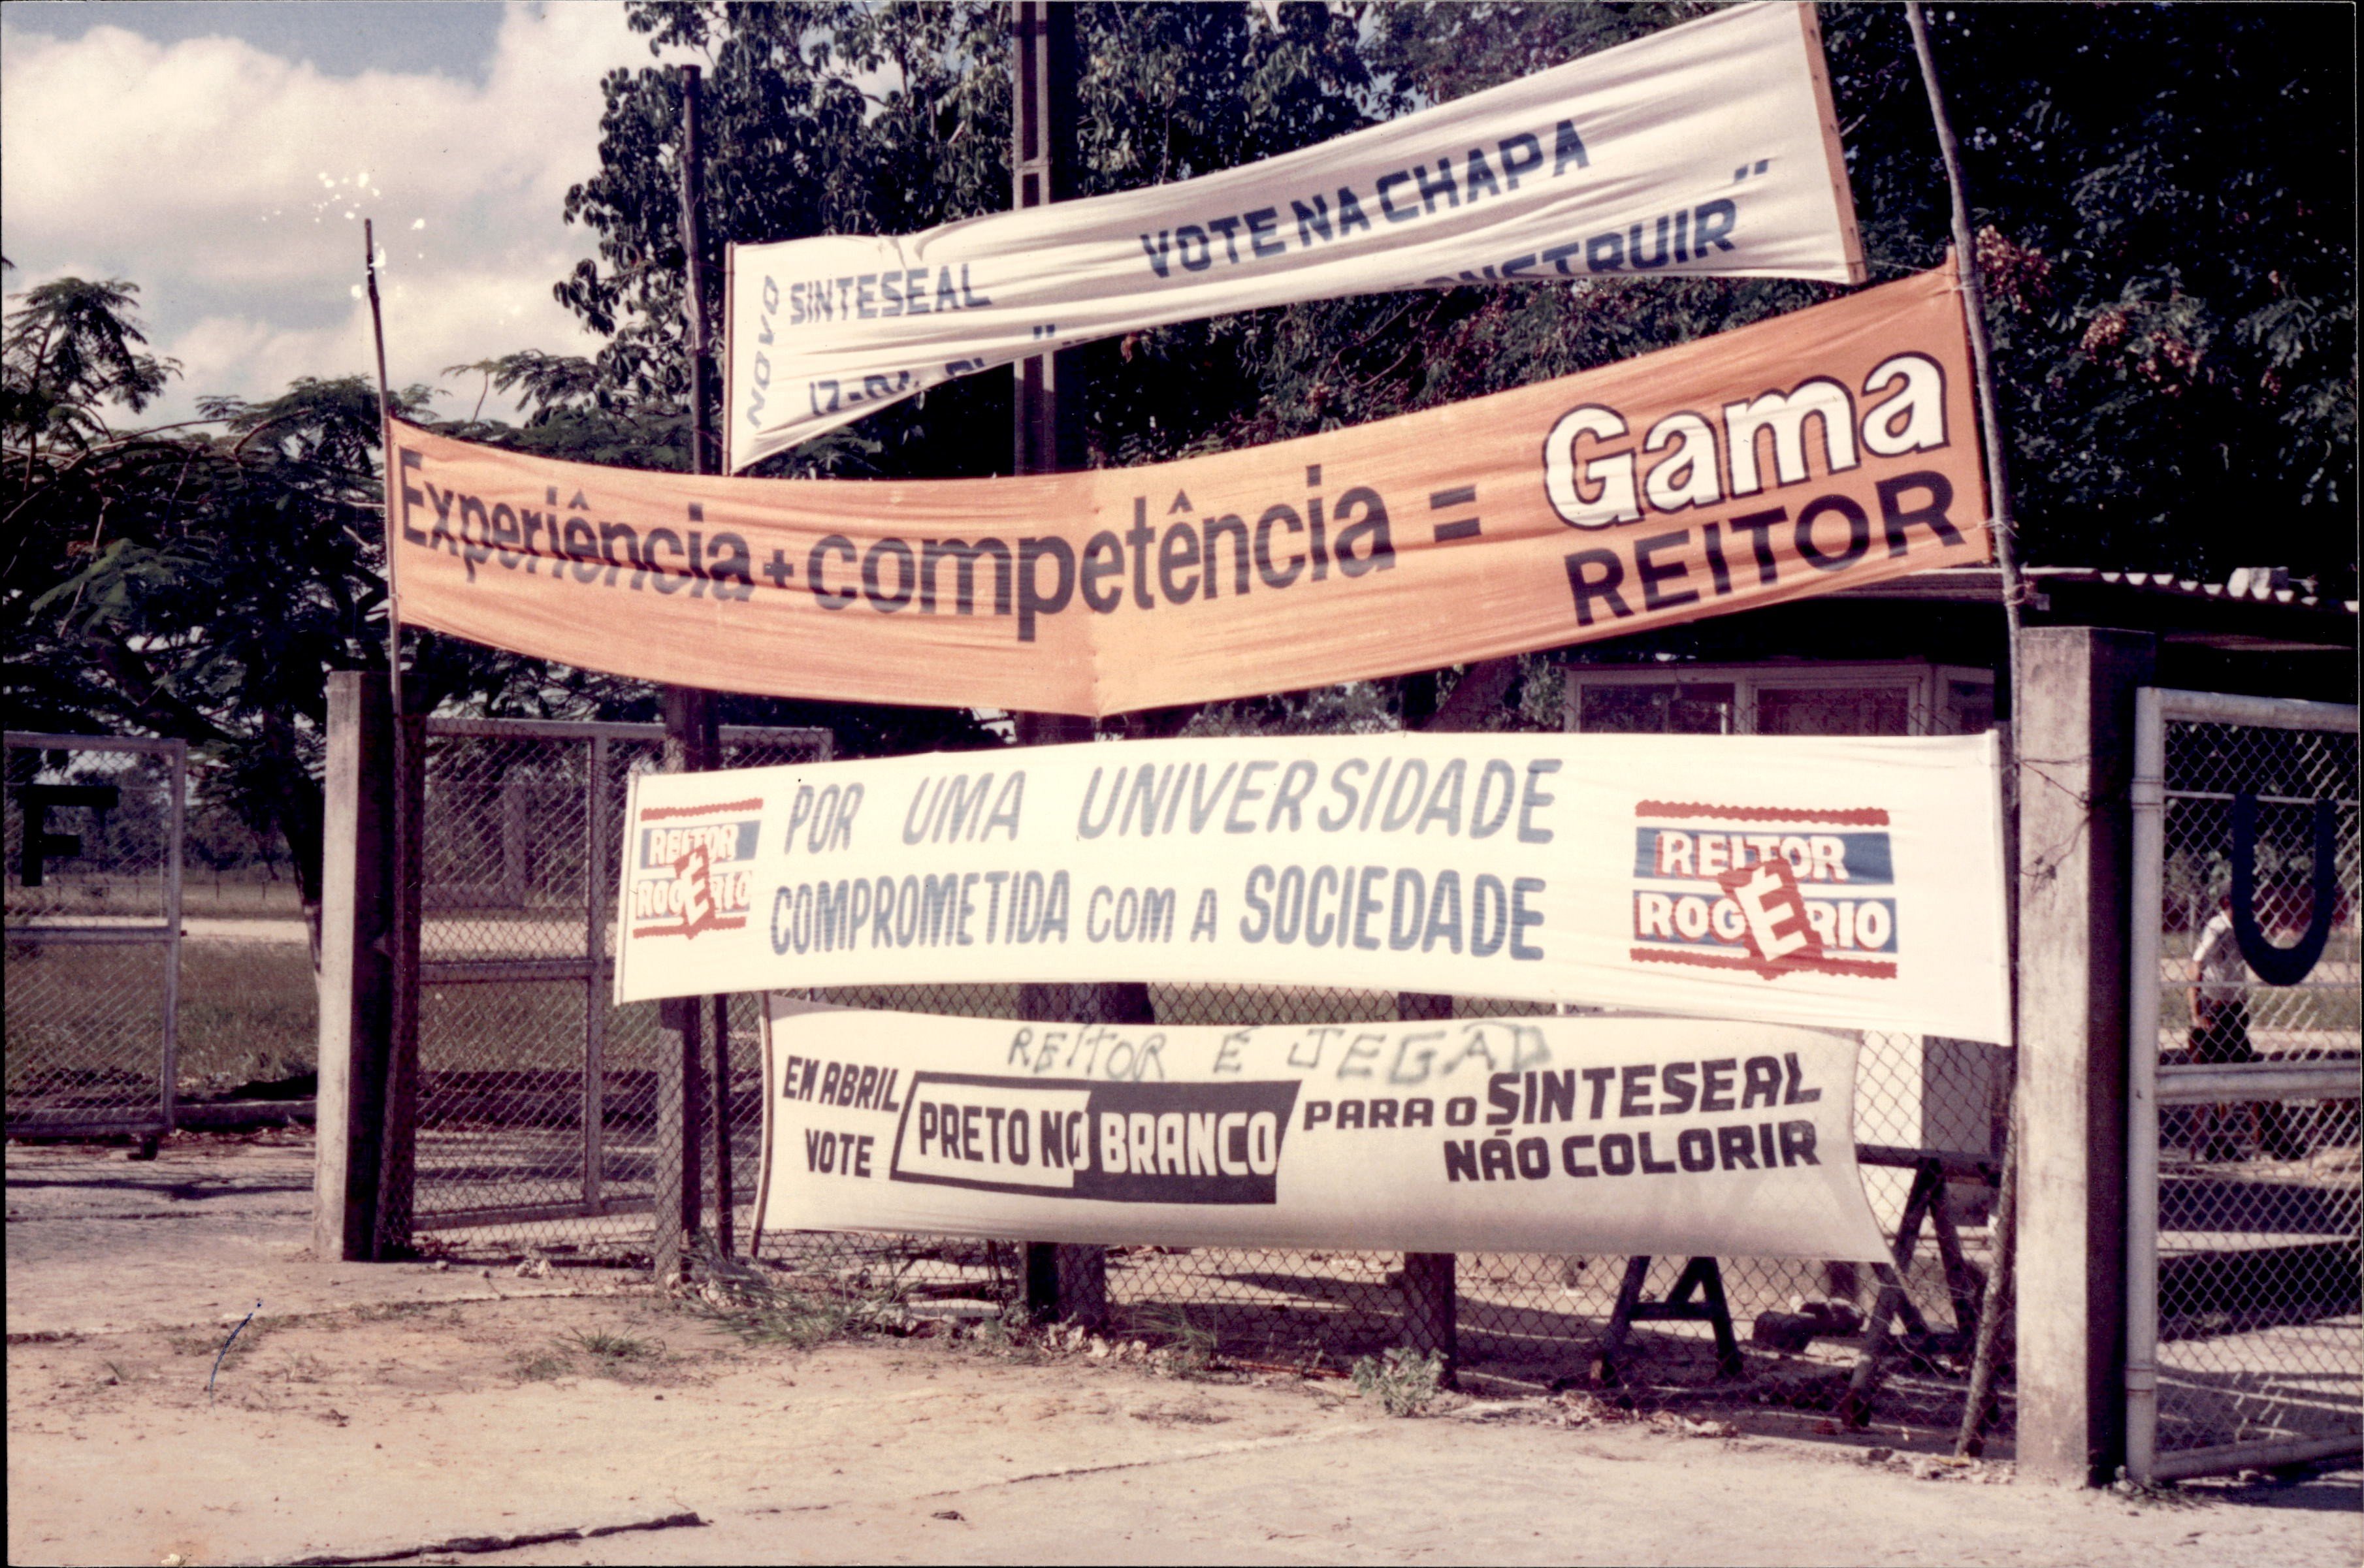 NOVO
SINTESEAL
VOTE NA CHAPA
"
ONSTRUIR"
Experiência + competência = Gama
REITOR
REITOR
É
ROGÉRIO
POR UMA UNIVERSIDADE
COMPROMETIDA COM A SOCIEDADE
REITOR
É
ROGÉRIO
REITOR É JEGAD
EM ABRIL
VOTE
PRETO NO BRANCO
PARA O SINTESEAL
NÃO COLORIR
F
U
A